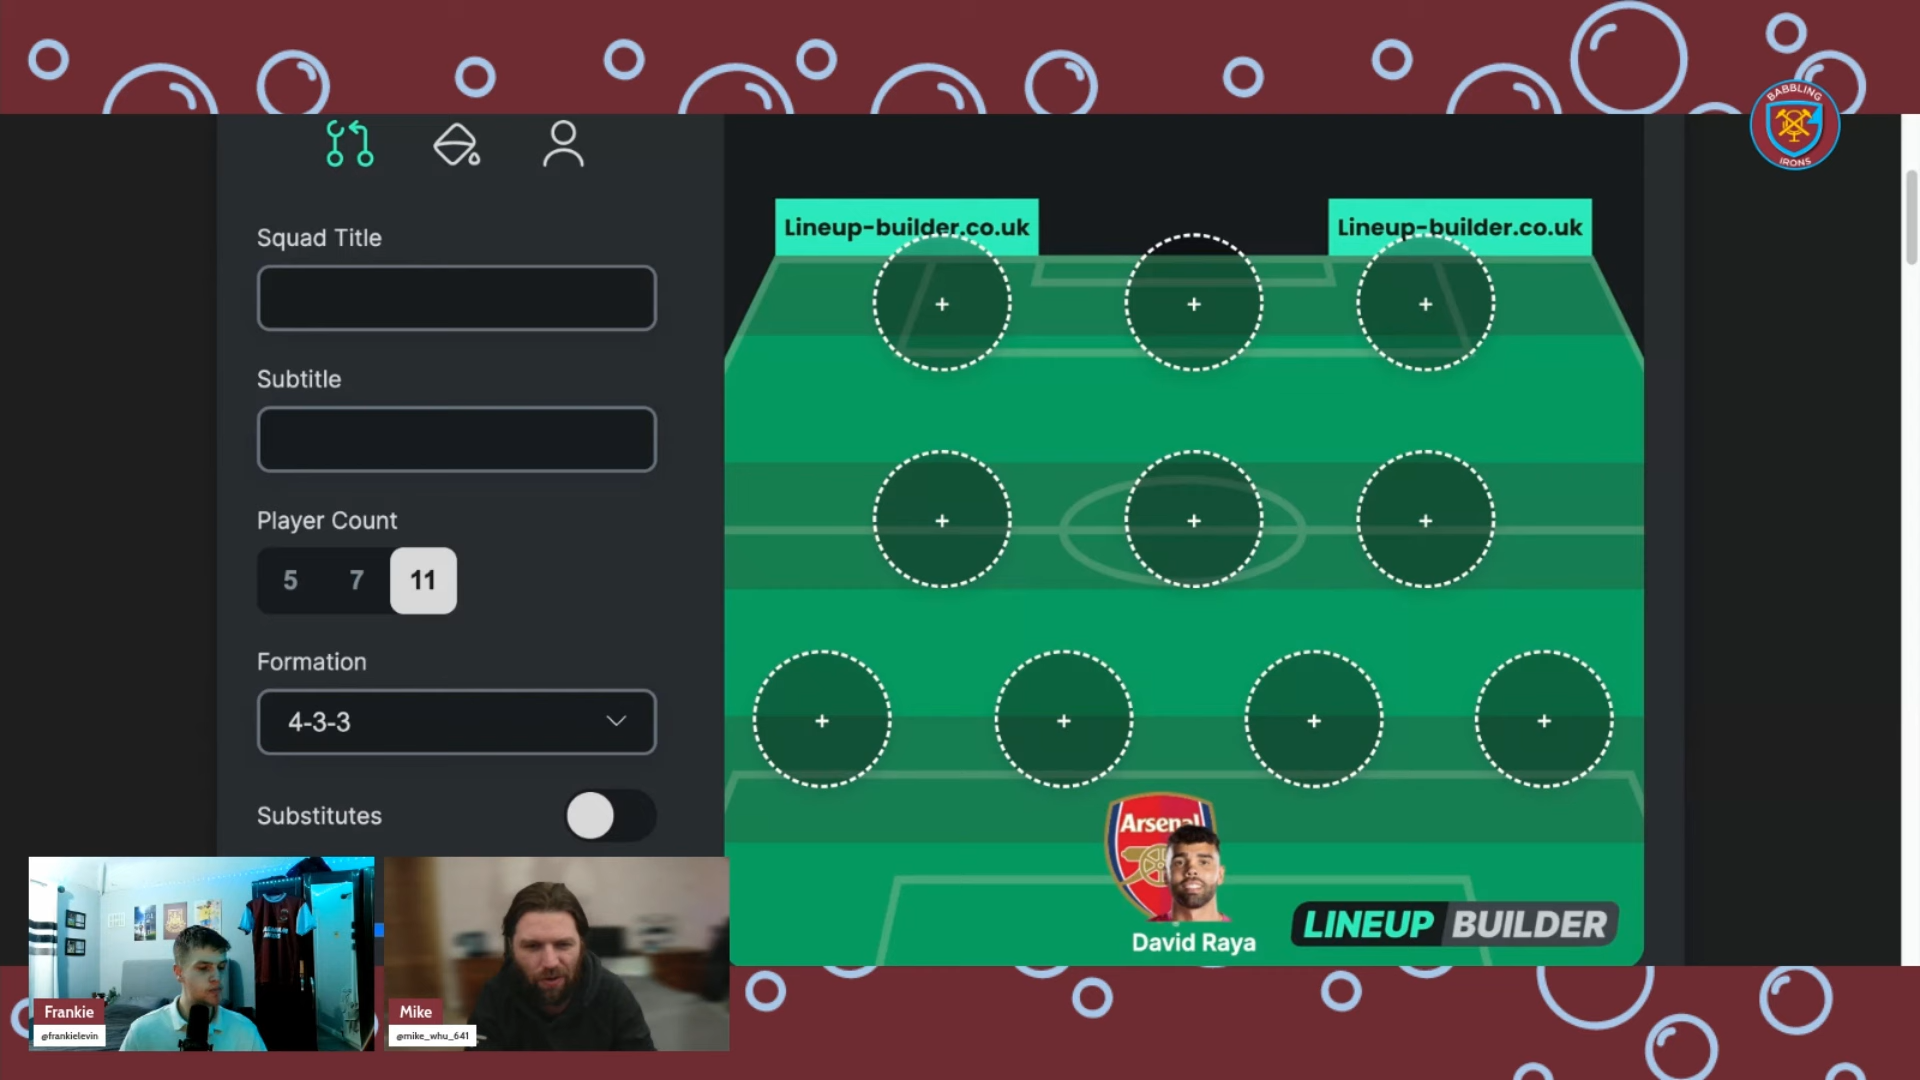 BABBLING
IRONS
Squad Title
Subtitle
Player Count
5 7 11
Formation
4-3-3
Substitutes
Lineup-builder.co.uk
Lineup-builder.co.uk
+ + +
+ + +
+ + + +
Arsenal
David Raya
LINEUP BUILDER
Frankie
@frankielevin
Mike
@mike_whu_641